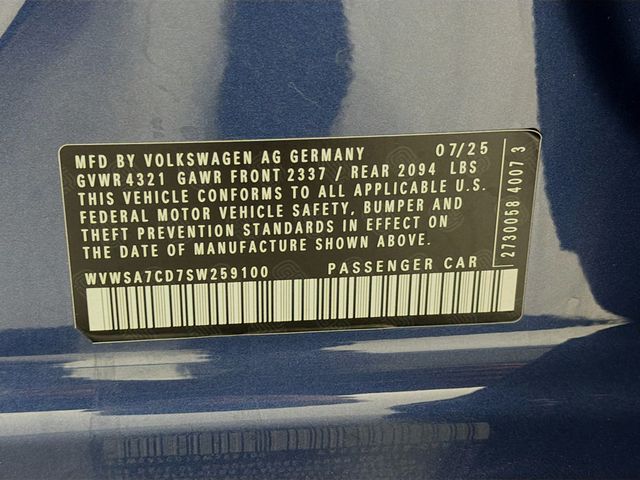 MFD BY VOLKSWAGEN AG GERMANY 07/25
GVWR 4321 GAWR FRONT 2337 / REAR 2094 LBS
THIS VEHICLE CONFORMS TO ALL APPLICABLE U.S.
FEDERAL MOTOR VEHICLE SAFETY, BUMPER AND
THEFT PREVENTION STANDARDS IN EFFECT ON
THE DATE OF MANUFACTURE SHOWN ABOVE.
WVWSA7CD7SW259100 PASSENGER CAR
2730058 4007 3